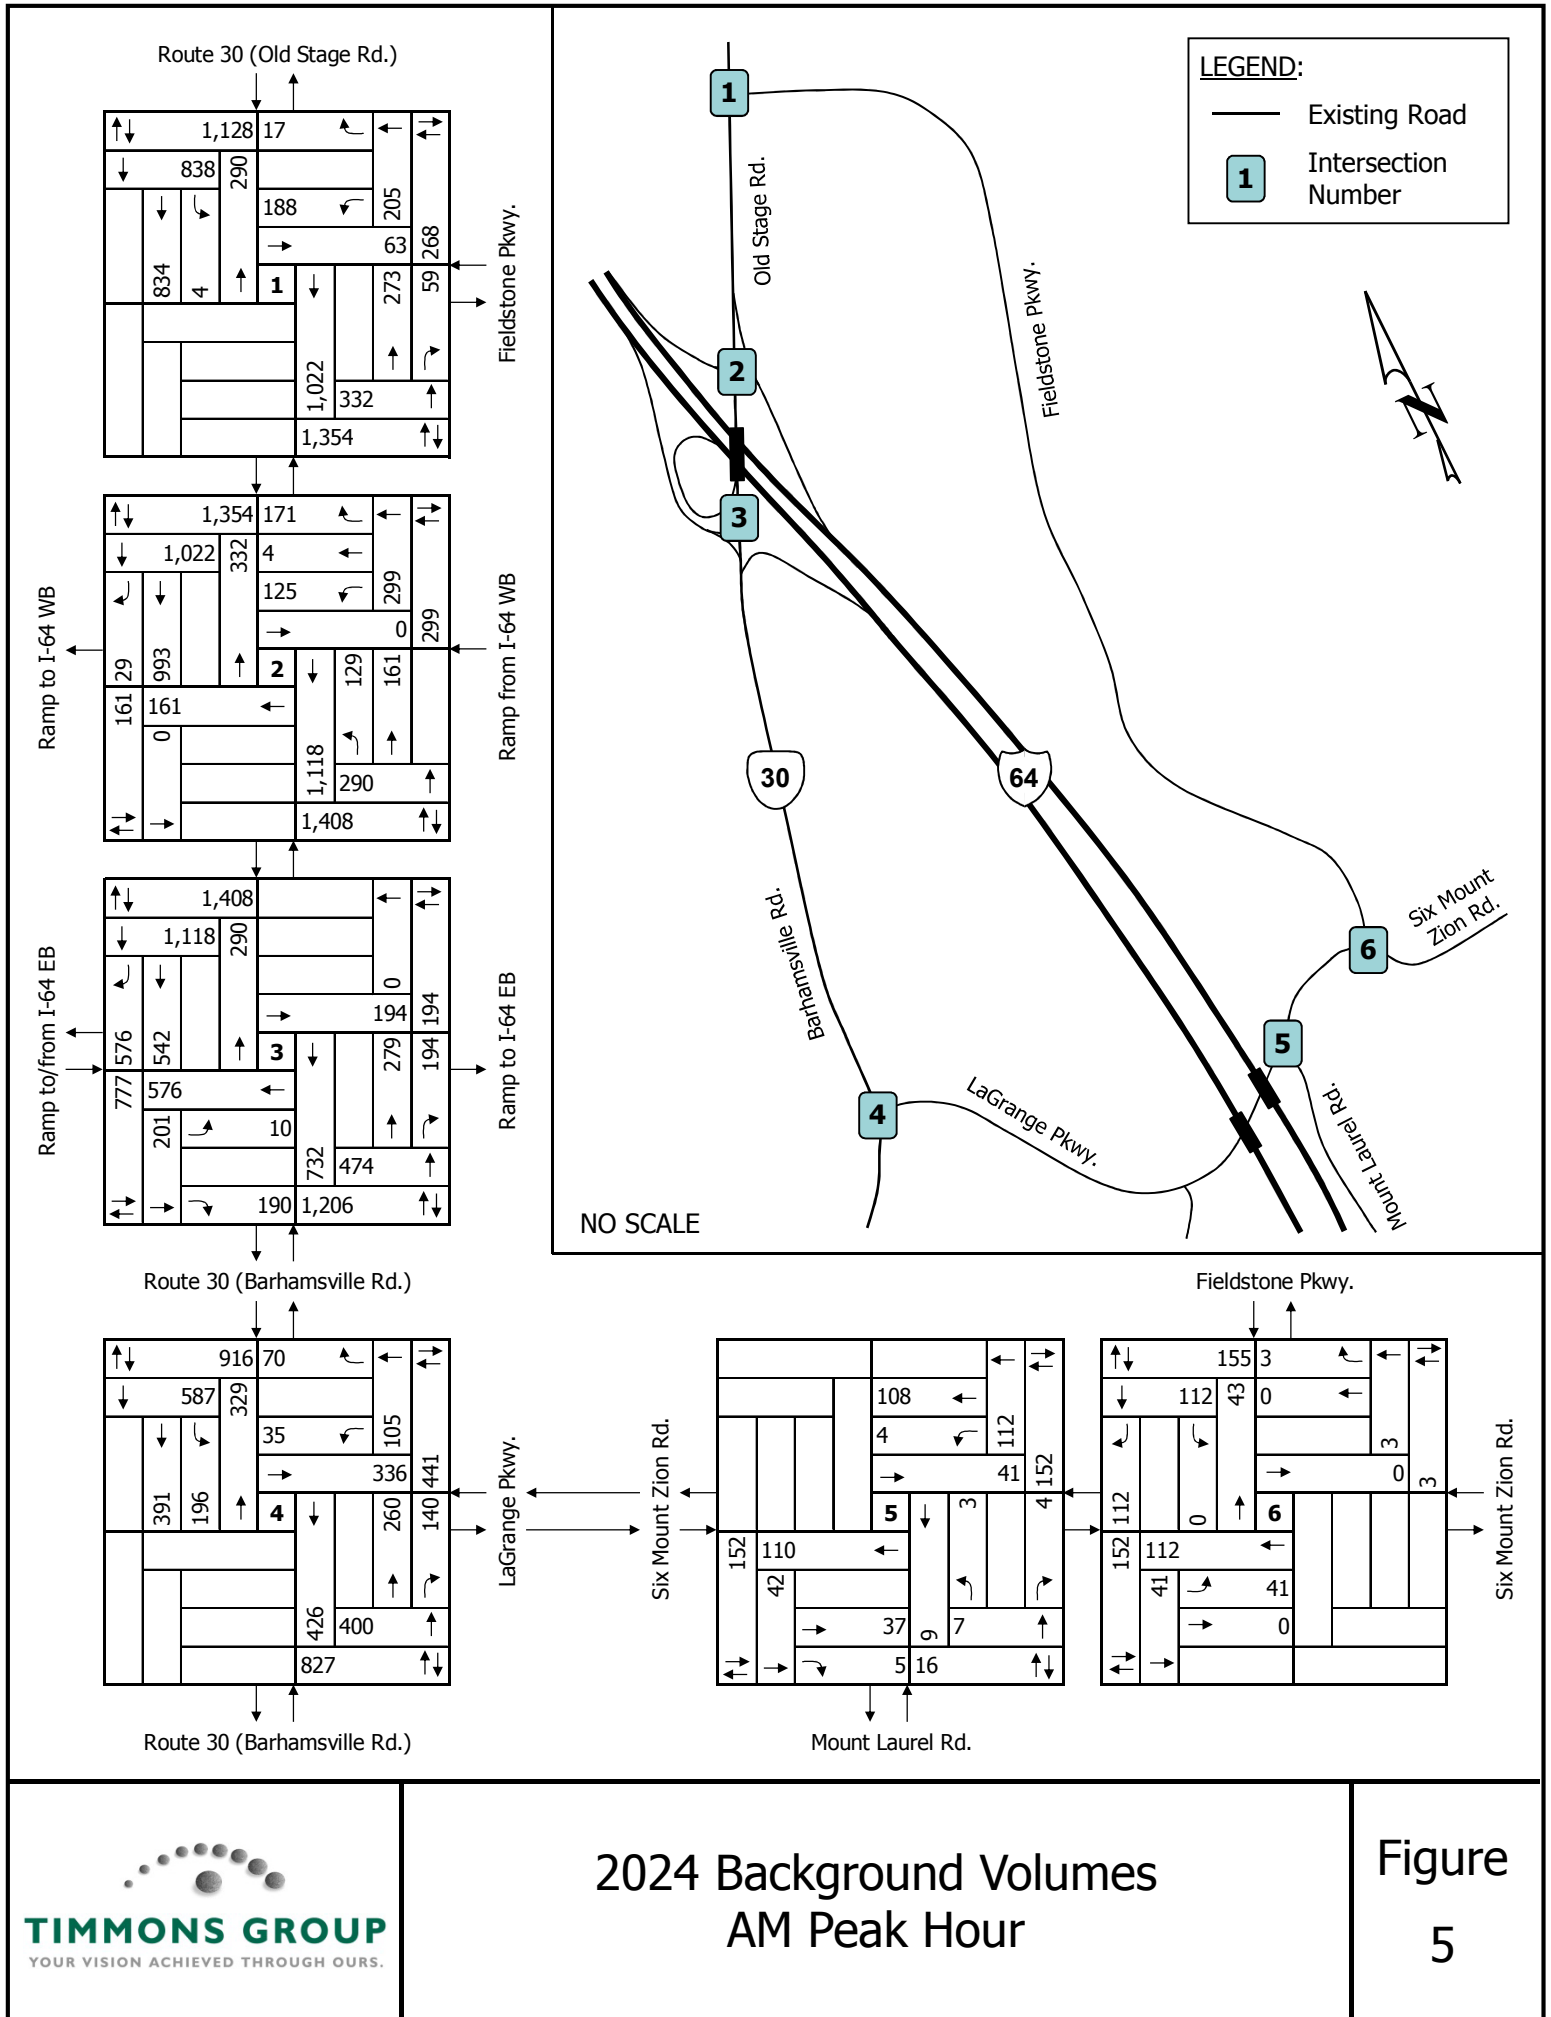 Route 30 (Old Stage Rd.)
1,128 17
838 290
188 205
63 268
834 4 1 273 59
1,022
332
1,354
Fieldstone Pkwy.
1,354 171
1,022 332 4
125 299
0 299
29 993 2 129 161
161 161
0
1,118
290
1,408
Ramp to I-64 WB
Ramp from I-64 WB
1,408
1,118 290
0
194 194
576 542 3 279 194
777 576
201 10
732 474
190 1,206
Ramp to/from I-64 EB
Ramp to I-64 EB
Route 30 (Barhamsville Rd.)
916 70
587 329
35 105
336 441
391 196 4 260 140
426 400
827
LaGrange Pkwy.
Route 30 (Barhamsville Rd.)
LEGEND:
Existing Road
1 Intersection
Number
1
Old Stage Rd.
Fieldstone Pkwy.
2
3
N
30
64
Barhamsville Rd.
Six Mount
Zion Rd.
6
5
4
LaGrange Pkwy.
Mount Laurel Rd.
NO SCALE
Six Mount Zion Rd.
108
4 112
41 152
5 3 4
152 110
42
37 9 7
5 16
Mount Laurel Rd.
Fieldstone Pkwy.
155 3
112 43 0
3
0 3
112 0 6
152 112
41 41
0
Six Mount Zion Rd.
TIMMONS GROUP
YOUR VISION ACHIEVED THROUGH OURS.
2024 Background Volumes
AM Peak Hour
Figure
5